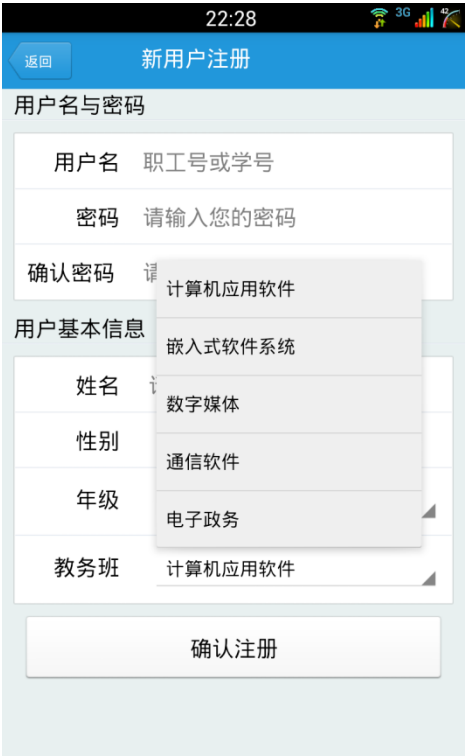 22:28
3G
42
返回
新用户注册
用户名与密码
用户名 职工号或学号
密码 请输入您的密码
确认密码 请
计算机应用软件
用户基本信息
嵌入式软件系统
姓名
数字媒体
性别
通信软件
年级
电子政务
教务班 计算机应用软件
确认注册